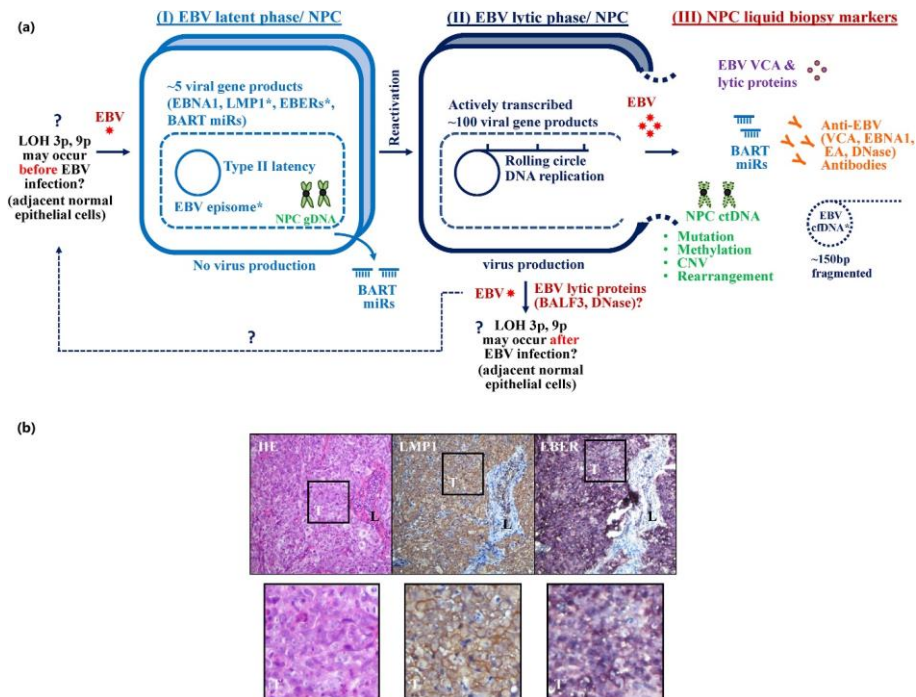 (a)
(I) EBV latent phase/ NPC
(II) EBV lytic phase/ NPC
(III) NPC liquid biopsy markers
?
LOH 3p, 9p
may occur
before EBV
infection?
(adjacent normal
epithelial cells)
EBV
~5 viral gene products
(EBNA1, LMP1*, EBERs*,
BART miRs)
Type II latency
EBV episome*
NPC gDNA
No virus production
BART
miRs
Reactivation
Actively transcribed
~100 viral gene products
Rolling circle
DNA replication
virus production
EBV
EBV
EBV lytic proteins
(BALF3, DNase)?
?
LOH 3p, 9p
may occur after
EBV infection?
(adjacent normal
epithelial cells)
?
EBV VCA &
lytic proteins
BART
miRs
Anti-EBV
(VCA, EBNA1,
EA, DNase)
Antibodies
NPC ctDNA
• Mutation
• Methylation
• CNV
• Rearrangement
EBV
cfDNA*
~150bp
fragmented
(b)
HE
LMP1
EBER
T
L
T
L
T
L
T
T
T